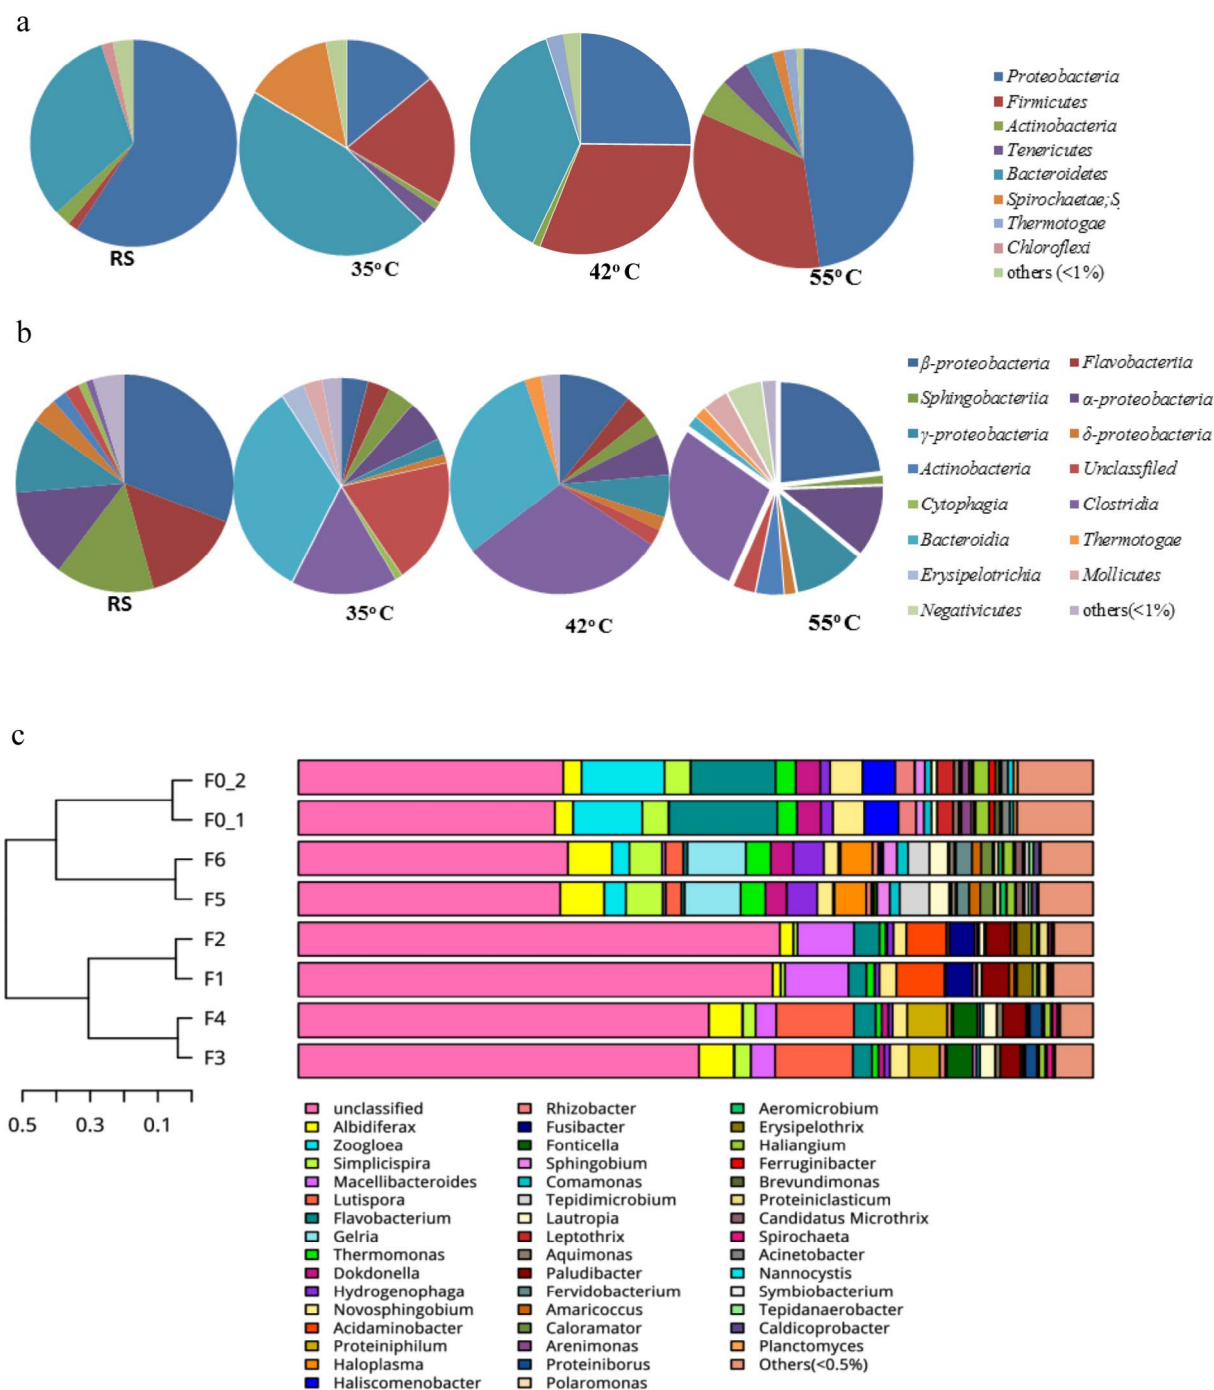 a
RS
35°C
42°C
55°C
Proteobacteria
Firmicutes
Actinobacteria
Tenericutes
Bacteroidetes
Spirochaetae;S
Thermotogae
Chloroflexi
others (<1%)
b
RS
35°C
42°C
55°C
β-proteobacteria Flavobacteriia
Sphingobacteriia α-proteobacteria
γ-proteobacteria δ-proteobacteria
Actinobacteria Unclassfiled
Cytophagia Clostridia
Bacteroidia Thermotogae
Erysipelotrichia Mollicutes
Negativicutes others(<1%)
c
F0_2
F0_1
F6
F5
F2
F1
F4
F3
0.5 0.3 0.1
unclassified Rhizobacter Aeromicrobium
Albidiferax Fusibacter Erysipelothrix
Zoogloea Fonticella Haliangium
Simplicispira Sphingobium Ferruginibacter
Macellibacteroides Comamonas Brevundimonas
Lutispora Tepidimicrobium Proteiniclasticum
Flavobacterium Lautropia Candidatus Microthrix
Gelria Leptothrix Spirochaeta
Thermomonas Aquimonas Acinetobacter
Dokdonella Paludibacter Nannocystis
Hydrogenophaga Fervidobacterium Symbiobacterium
Novosphingobium Amaricoccus Tepidanaerobacter
Acidaminobacter Caloramator Caldicoprobacter
Proteiniphilum Arenimonas Planctomyces
Haloplasma Proteiniborus Others(<0.5%)
Haliscomenobacter Polaromonas